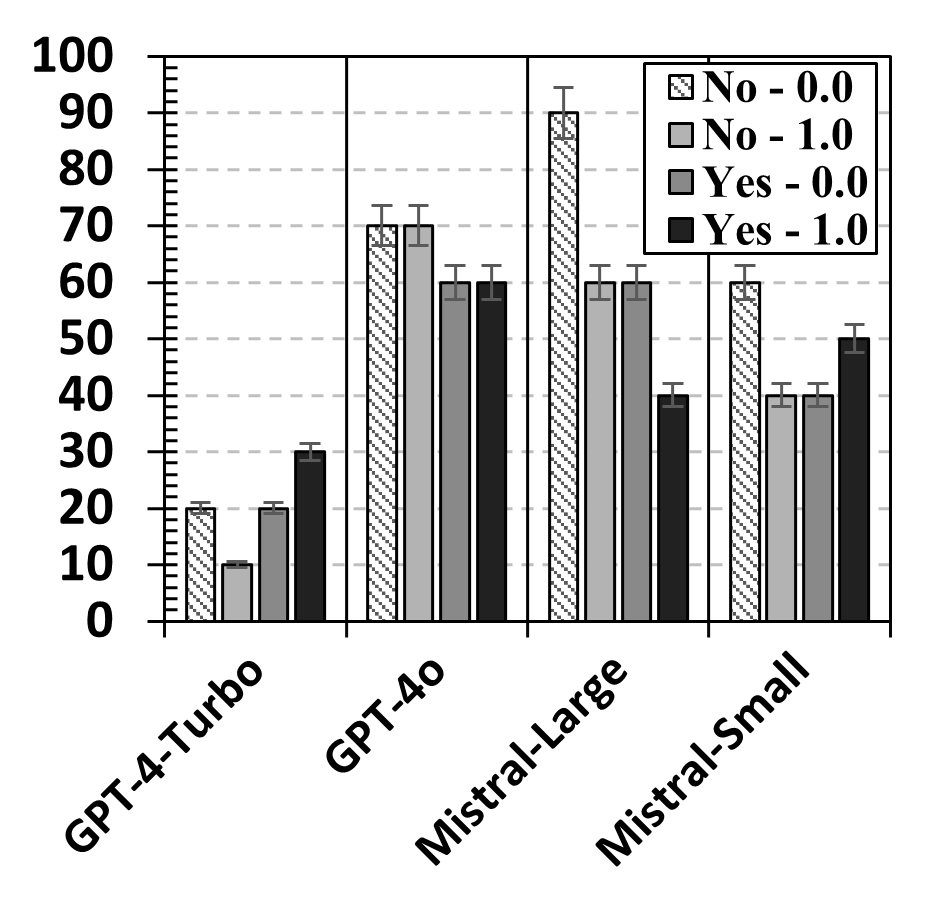 100
90
80
70
60
50
40
30
20
10
0
No - 0.0
No - 1.0
Yes - 0.0
Yes - 1.0
GPT-4-Turbo
GPT-4o
Mistral-Large
Mistral-Small